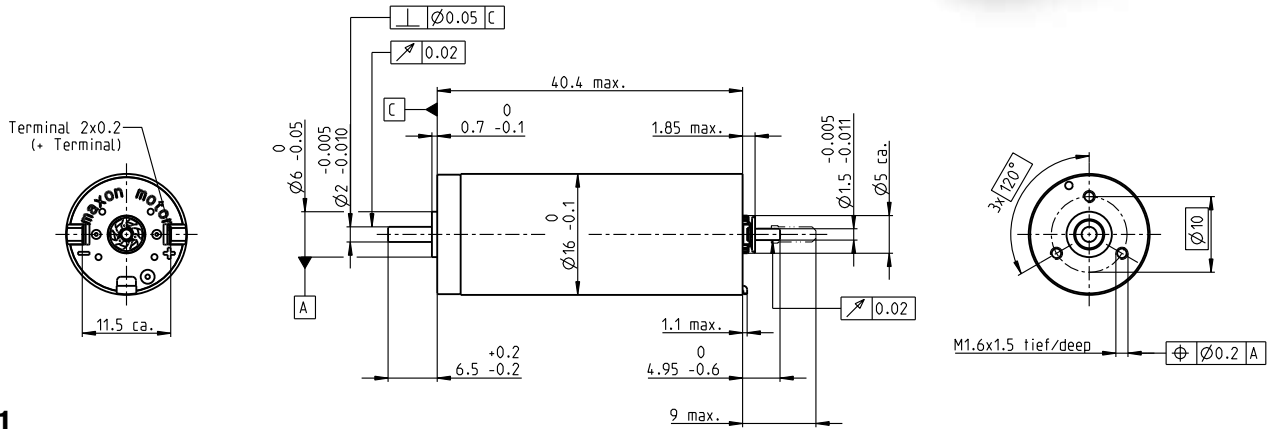 ⊥ Ø0.05 C
↗ 0.02
40.4 max.
C
0
0.7 -0.1
1.85 max.
Terminal 2x0.2
(+ Terminal)
maxon motor
- +
11.5 ca.
0
Ø6 -0.05
-0.005
Ø2 -0.010
A
0
Ø16 -0.1
-0.005
Ø1.5 -0.011
Ø5 ca.
↗ 0.02
1.1 max.
+0.2
6.5 -0.2
0
4.95 -0.6
9 max.
3x 120°
Ø10
M1.6x1.5 tief/deep
⌖ Ø0.2 A
1